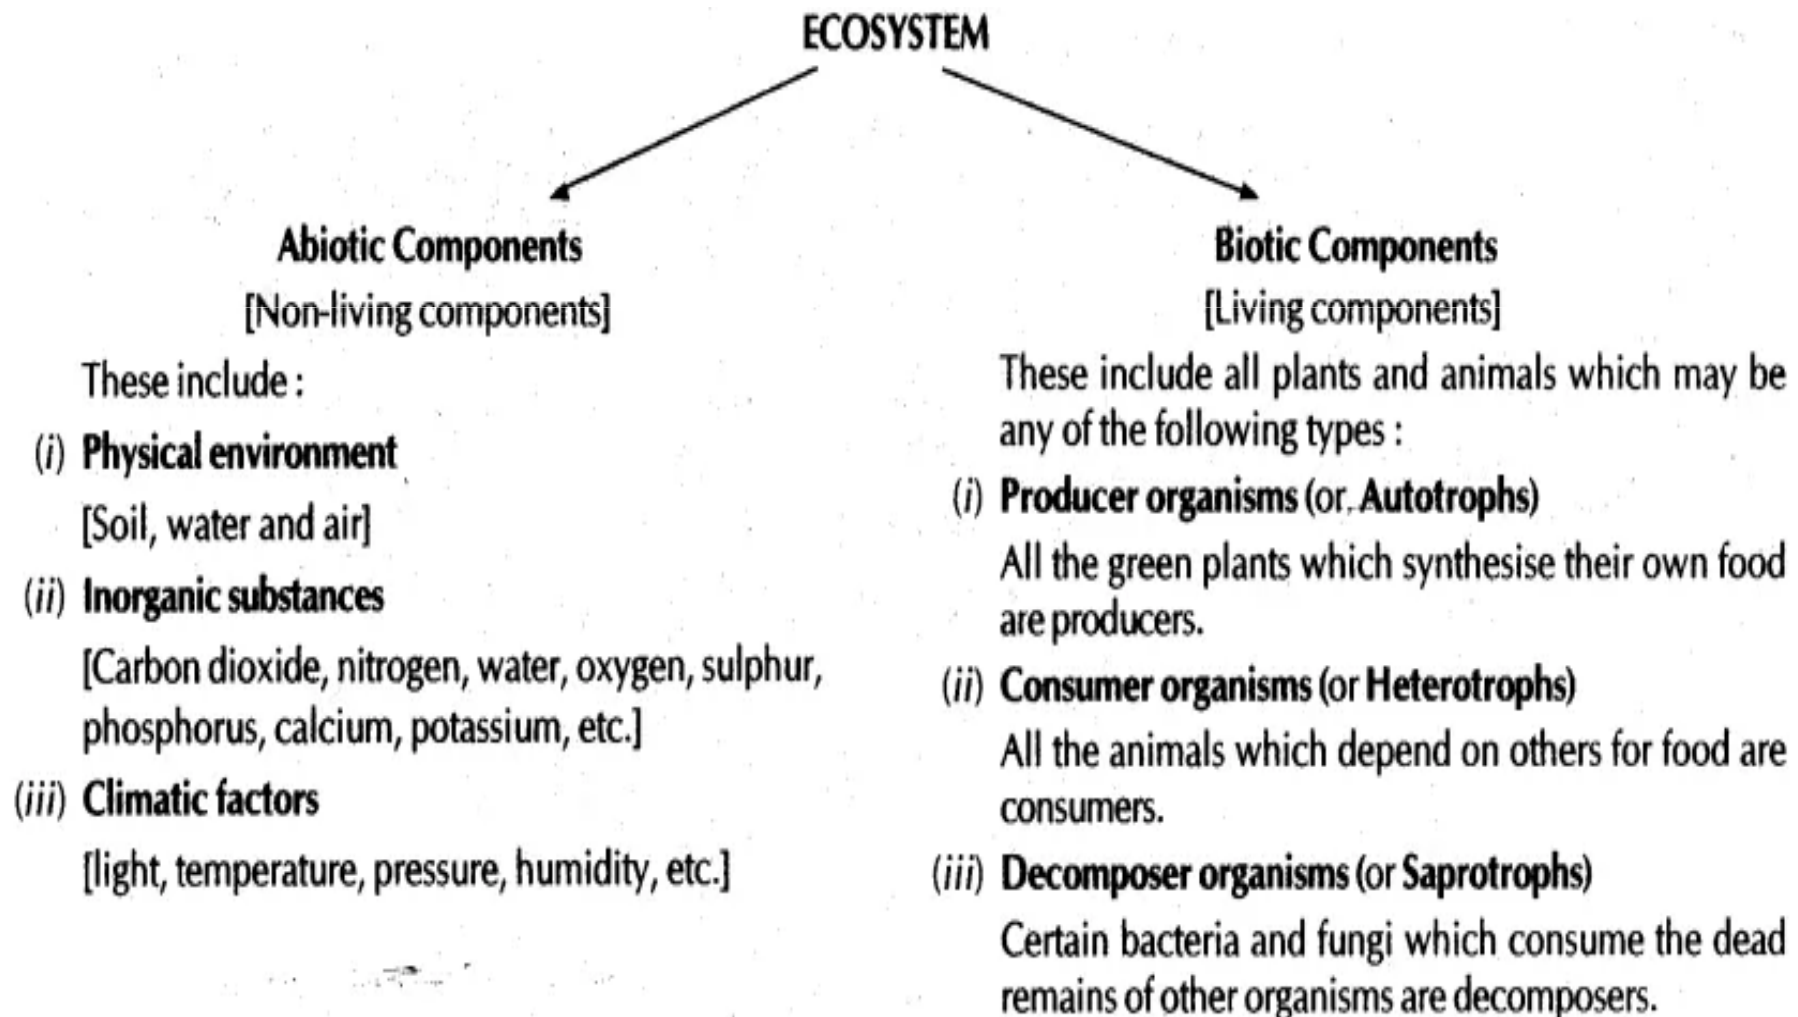 ECOSYSTEM
Abiotic Components
[Non-living components]
These include :
(i) Physical environment
[Soil, water and air]
(ii) Inorganic substances
[Carbon dioxide, nitrogen, water, oxygen, sulphur,
phosphorus, calcium, potassium, etc.]
(iii) Climatic factors
[light, temperature, pressure, humidity, etc.]
Biotic Components
[Living components]
These include all plants and animals which may be
any of the following types :
(i) Producer organisms (or Autotrophs)
All the green plants which synthesise their own food
are producers.
(ii) Consumer organisms (or Heterotrophs)
All the animals which depend on others for food are
consumers.
(iii) Decomposer organisms (or Saprotrophs)
Certain bacteria and fungi which consume the dead
remains of other organisms are decomposers.